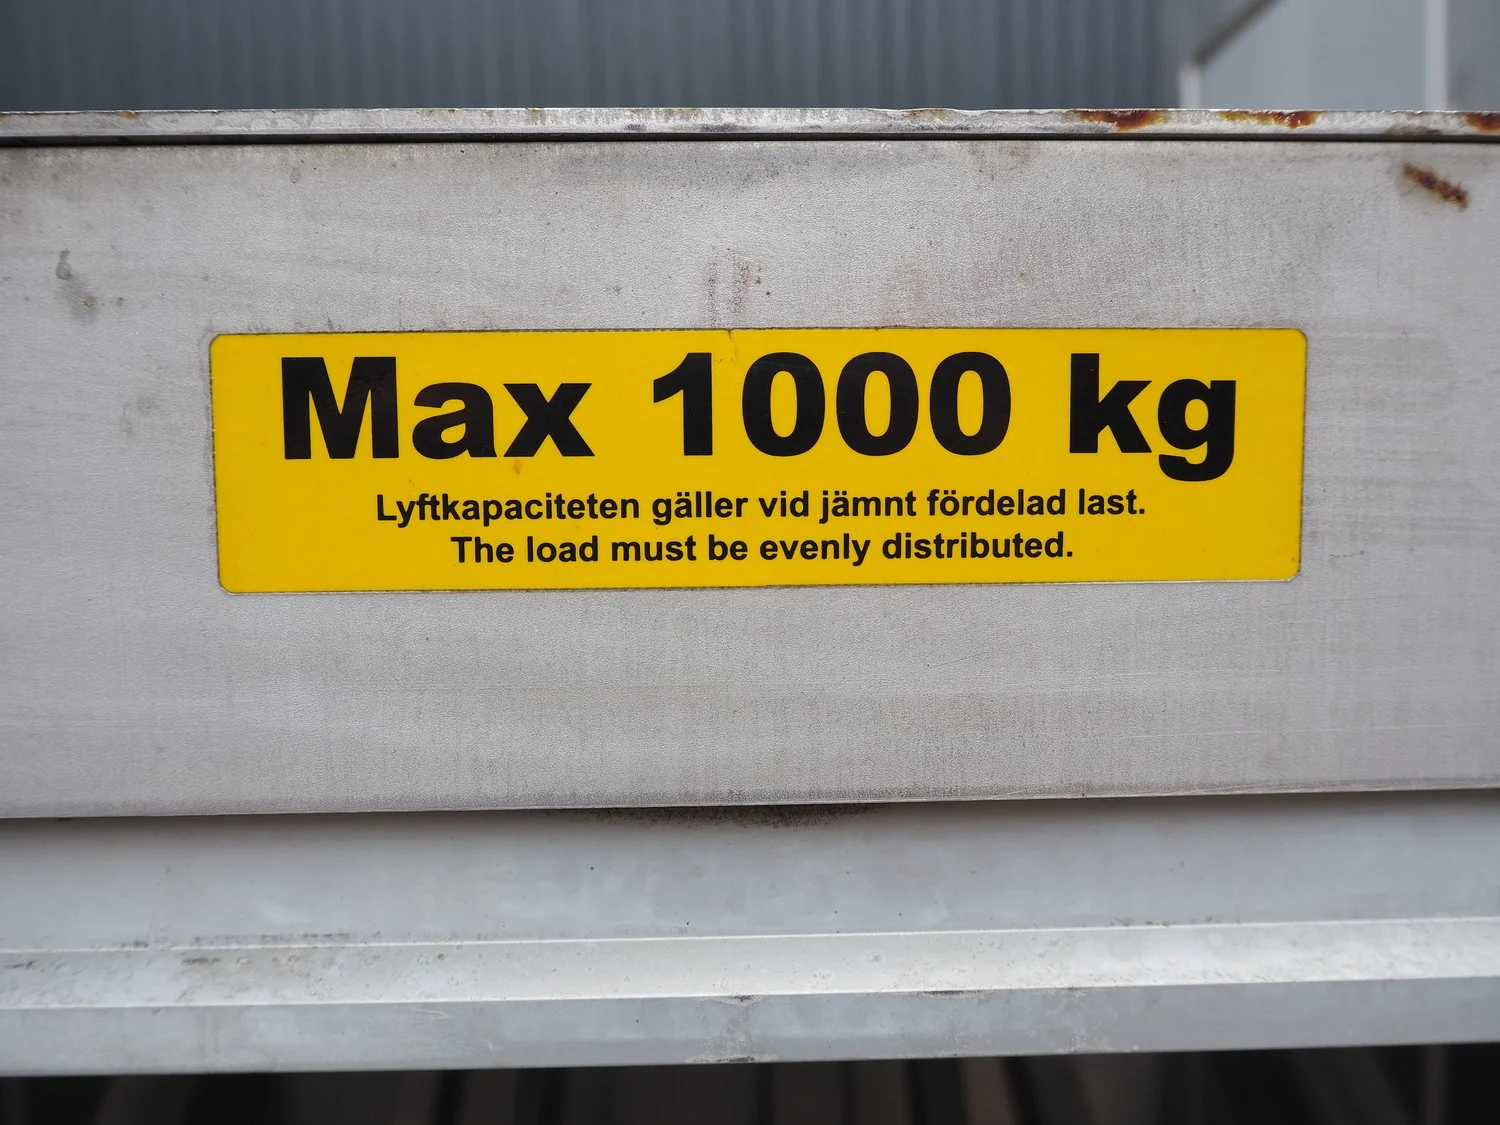 Max 1000 kg
Lyftkapaciteten gäller vid jämnt fördelad last.
The load must be evenly distributed.